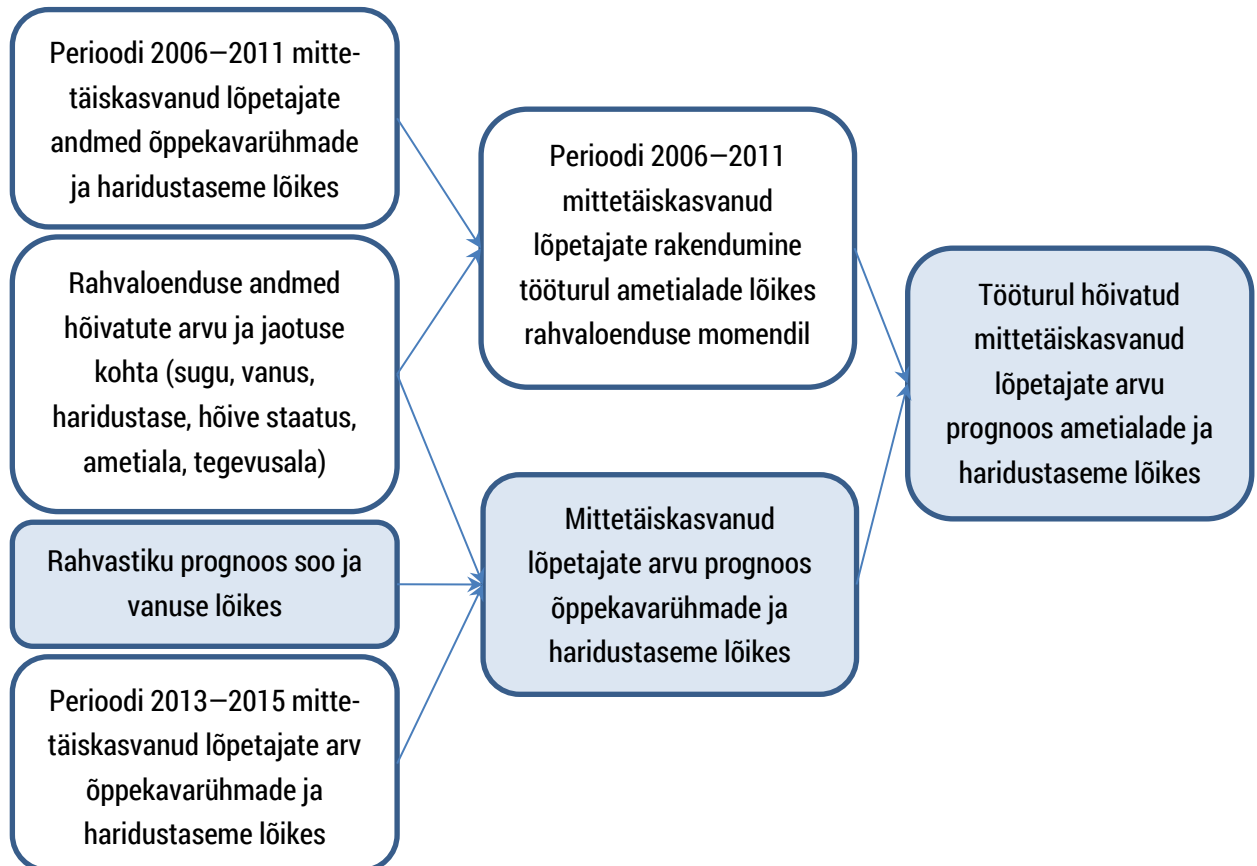 Perioodi 2006—2011 mitte-
täiskasvanud lõpetajate
andmed õppekavarühmade
ja haridustaseme lõikes
Rahvaloenduse andmed
hõivatute arvu ja jaotuse
kohta (sugu, vanus,
haridustase, hõive staatus,
ametiala, tegevusala)
Rahvastiku prognoos soo ja
vanuse lõikes
Perioodi 2013—2015 mitte-
täiskasvanud lõpetajate arv
õppekavarühmade ja
haridustaseme lõikes
Perioodi 2006—2011
mittetäiskasvanud
lõpetajate rakendumine
tööturul ametialade lõikes
rahvaloenduse momendil
Mittetäiskasvanud
lõpetajate arvu prognoos
õppekavarühmade ja
haridustaseme lõikes
Tööturul hõivatud
mittetäiskasvanud
lõpetajate arvu
prognoos ametialade ja
haridustaseme lõikes